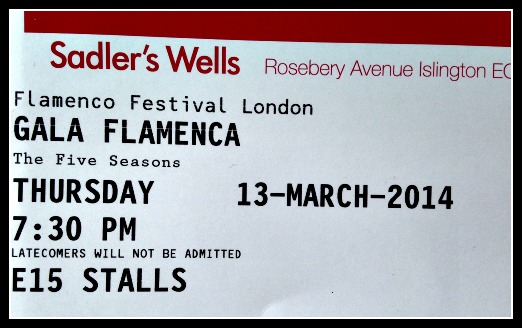 Sadler's Wells Rosebery Avenue Islington EC
Flamenco Festival London
GALA FLAMENCA
The Five Seasons
THURSDAY 13-MARCH-2014
7:30 PM
LATECOMERS WILL NOT BE ADMITTED
E15 STALLS